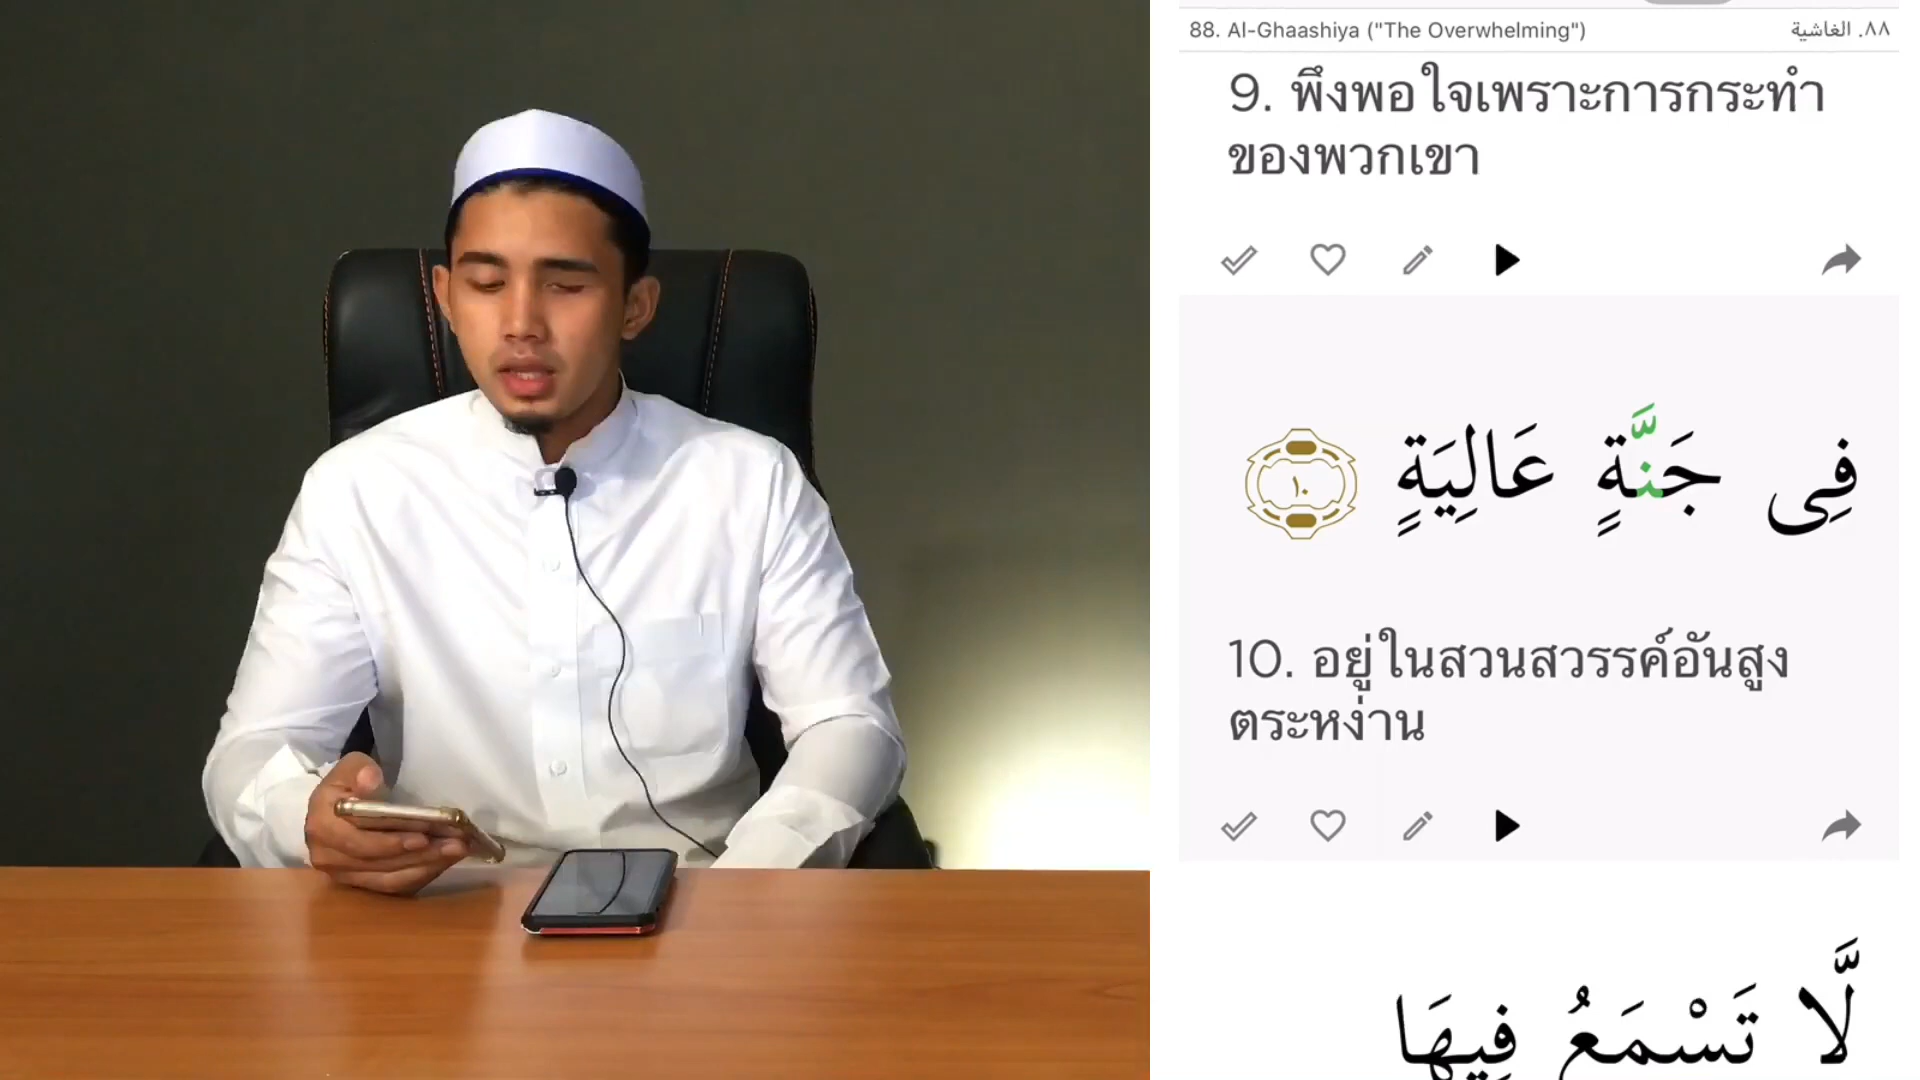 88. Al-Ghaashiya ("The Overwhelming")
٨٨. الغاشية
9. พึงพอใจเพราะการกระทำ
ของพวกเขา
فِى جَنَّةٍ عَالِيَةٍ ١٠
10. อยู่ในสวนสวรรค์อันสูง
ตระหง่าน
لَّا تَسْمَعُ فِيهَا